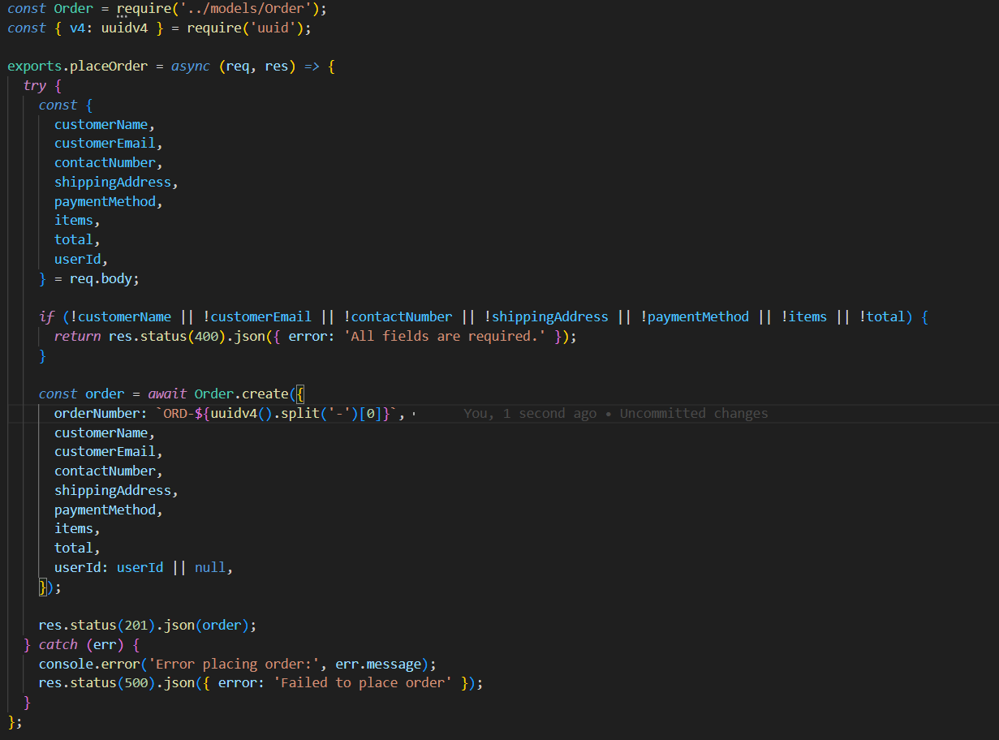 const Order = require('../models/Order');
const { v4: uuidv4 } = require('uuid');
exports.placeOrder = async (req, res) => {
try {
const {
customerName,
customerEmail,
contactNumber,
shippingAddress,
paymentMethod,
items,
total,
userId,
} = req.body;
if (!customerName || !customerEmail || !contactNumber || !shippingAddress || !paymentMethod || !items || !total) {
return res.status(400).json({ error: 'All fields are required.' });
}
const order = await Order.create({
orderNumber: `ORD-${uuidv4().split('-')[0]}`, You, 1 second ago • Uncommitted changes
customerName,
customerEmail,
contactNumber,
shippingAddress,
paymentMethod,
items,
total,
userId: userId || null,
});
res.status(201).json(order);
} catch (err) {
console.error('Error placing order:', err.message);
res.status(500).json({ error: 'Failed to place order' });
}
};